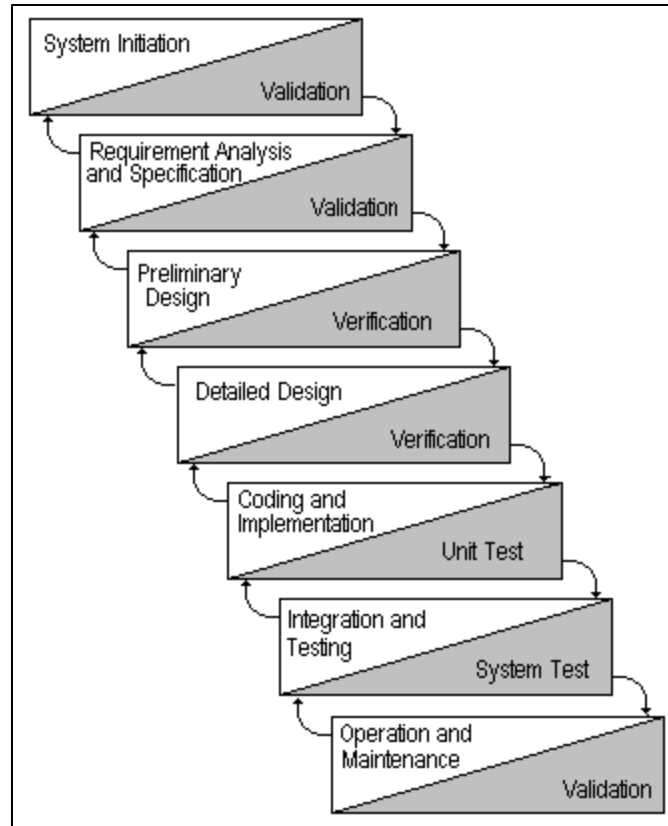 System Initiation
Validation
Requirement Analysis
and Specification
Validation
Preliminary
Design
Verification
Detailed Design
Verification
Coding and
Implementation
Unit Test
Integration and
Testing
System Test
Operation and
Maintenance
Validation